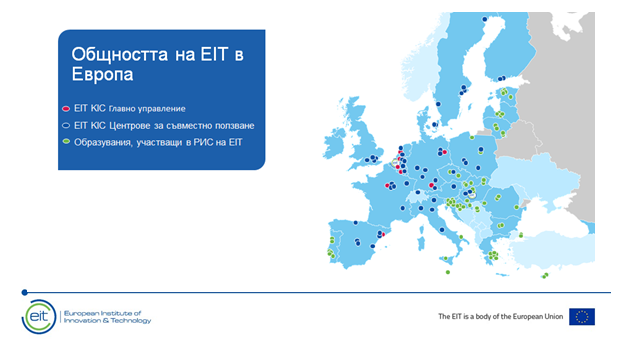 Общността на EIT в
Европа
EIT KIC Главно управление
EIT KIC Центрове за съвместно ползване
Образувания, участващи в РИС на EIT
eit
European Institute of
Innovation & Technology
The EIT is a body of the European Union